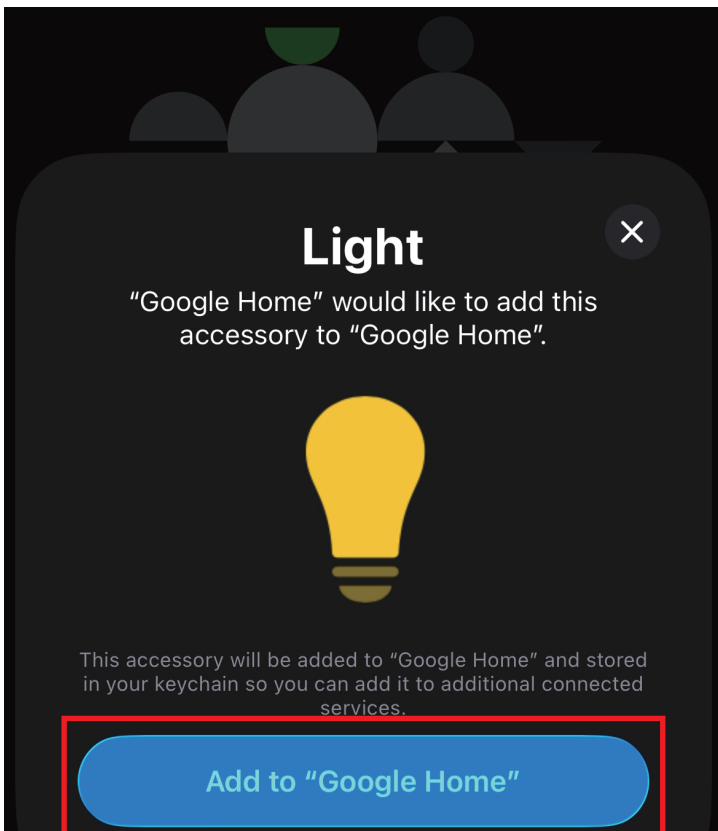 Light
“Google Home” would like to add this
accessory to “Google Home”.
This accessory will be added to “Google Home” and stored
in your keychain so you can add it to additional connected
services.
Add to “Google Home”